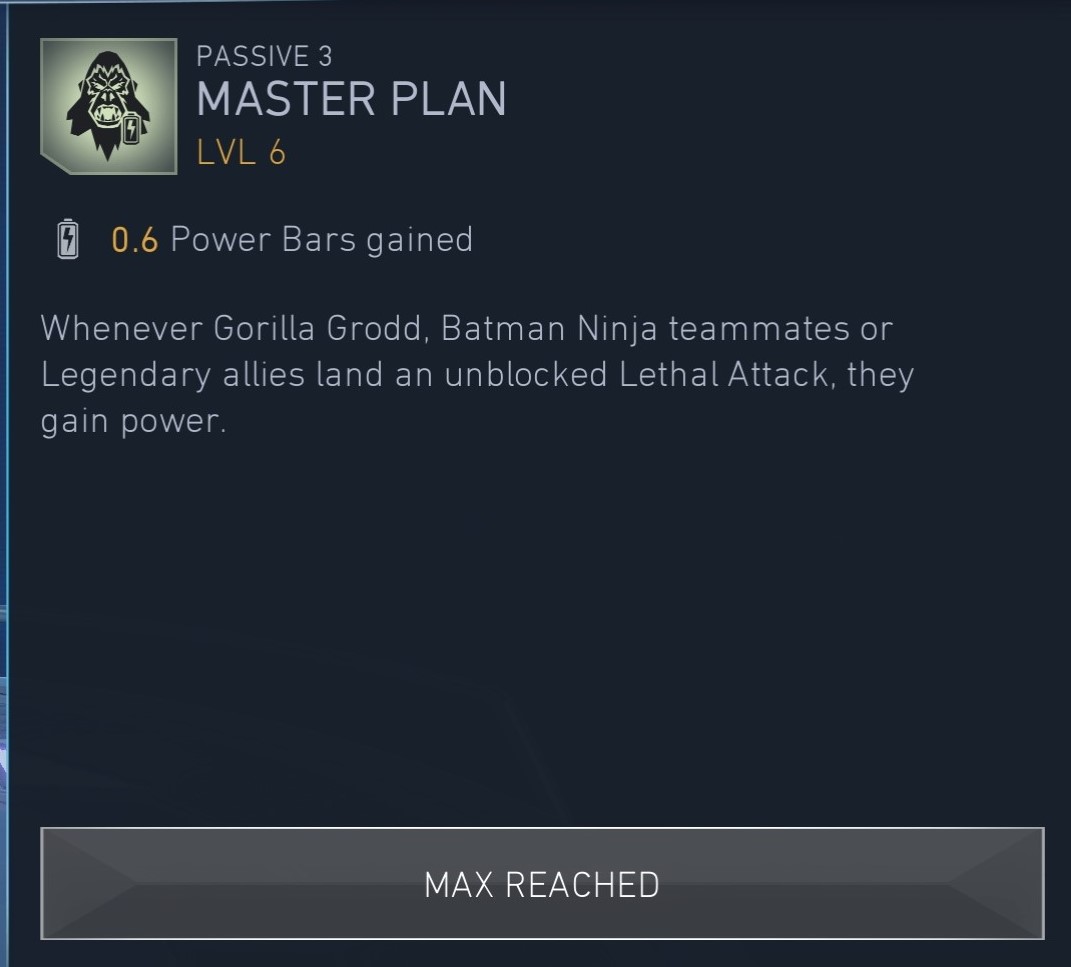 PASSIVE 3
MASTER PLAN
LVL 6
0.6 Power Bars gained
Whenever Gorilla Grodd, Batman Ninja teammates or
Legendary allies land an unblocked Lethal Attack, they
gain power.
MAX REACHED